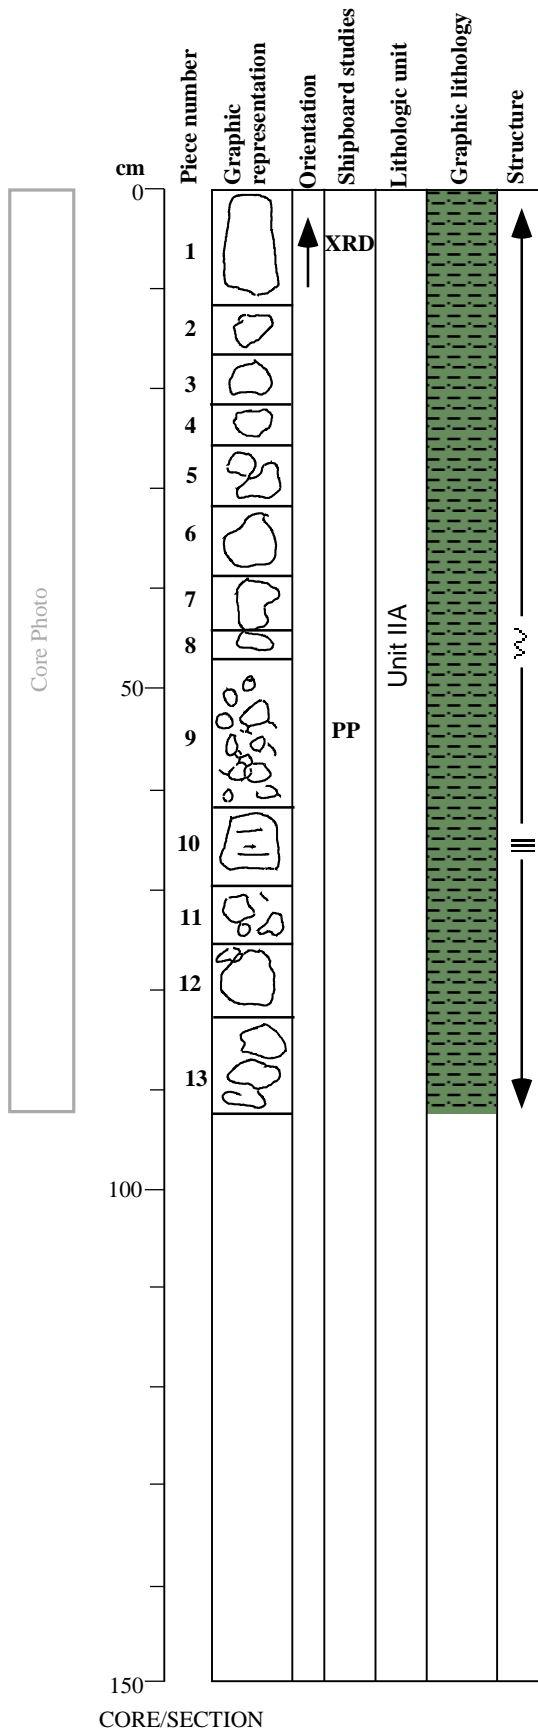 cm
Piece number
Graphic
representation
Orientation
Shipboard studies
Lithologic unit
Graphic lithology
Structure
Core Photo
0
1
XRD
2
3
4
5
6
7
8
Unit IIA
50
9
PP
10
11
12
13
100
150
CORE/SECTION